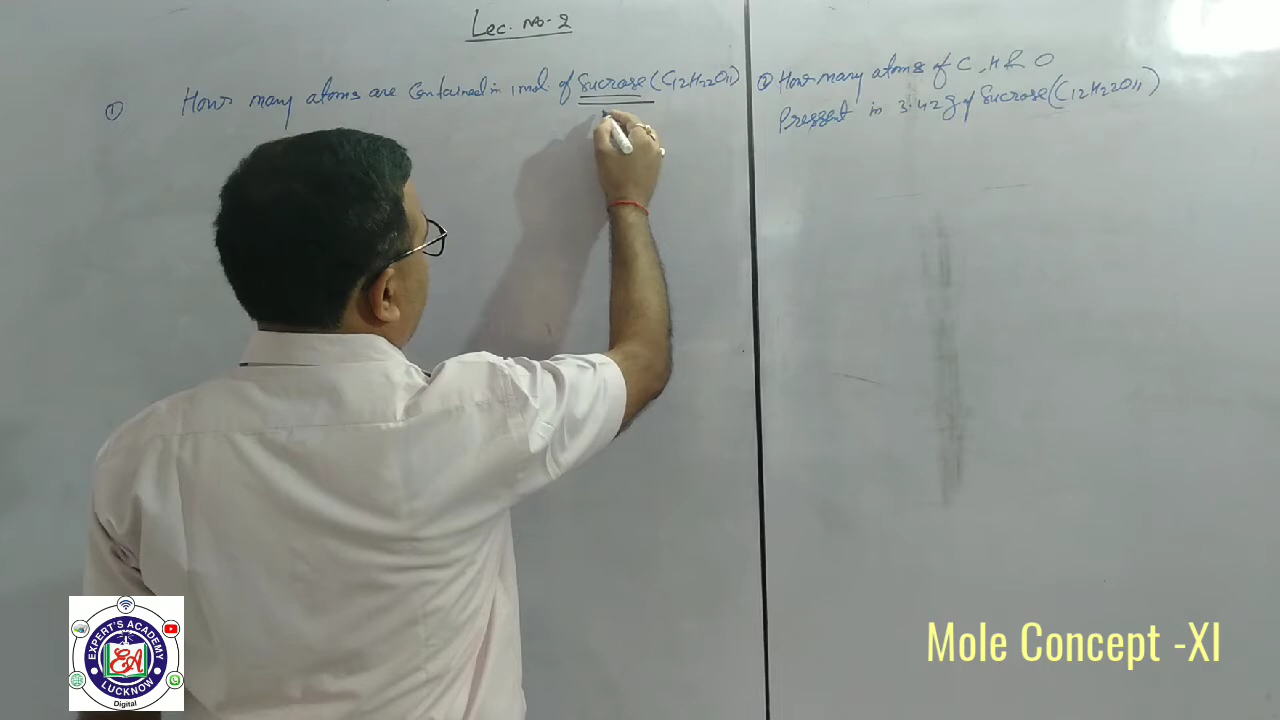 Lec. No- 2
① How many atoms are Contained in 1 mol of Sucrose (C12H22O11)
② How many atoms of C, H & O
Present in 3.42g of Sucrose (C12H22O11)
EXPERT'S ACADEMY
EA
LUCKNOW
Digital
Mole Concept -XI